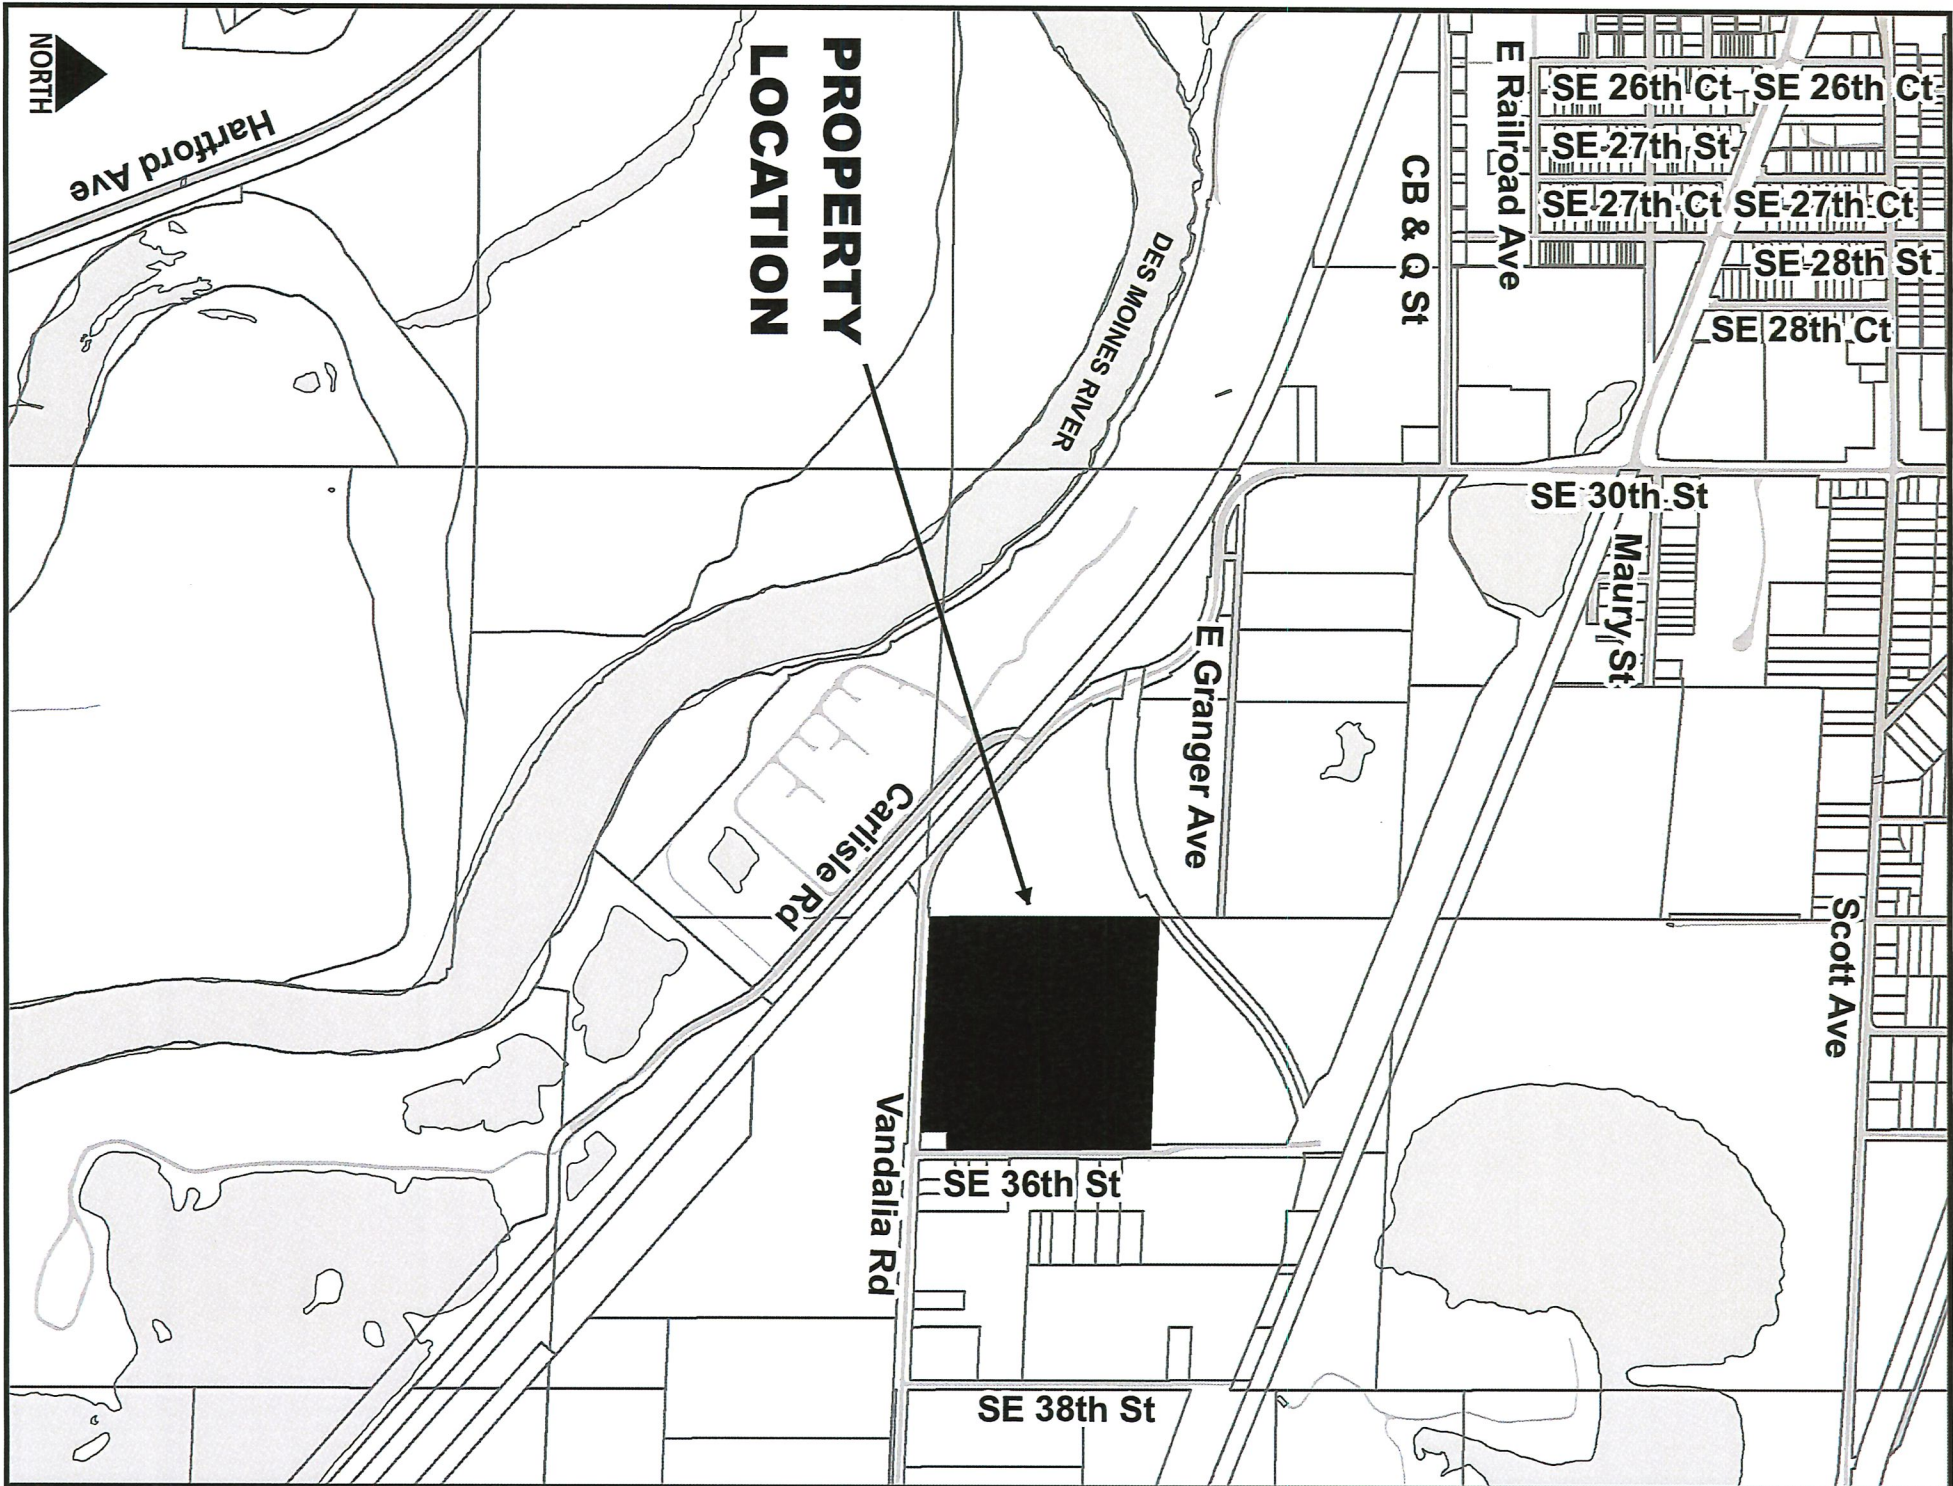 NORTH
Hartford Ave
PROPERTY
LOCATION
DES MOINES RIVER
CB & Q St
E Railroad Ave
SE 26th Ct
SE 26th Ct
SE 27th St
SE 27th Ct
SE 27th Ct
SE 28th St
SE 28th Ct
SE 30th St
Maury St
E Granger Ave
Carlisle Rd
Scott Ave
Vandalia Rd
SE 36th St
SE 38th St